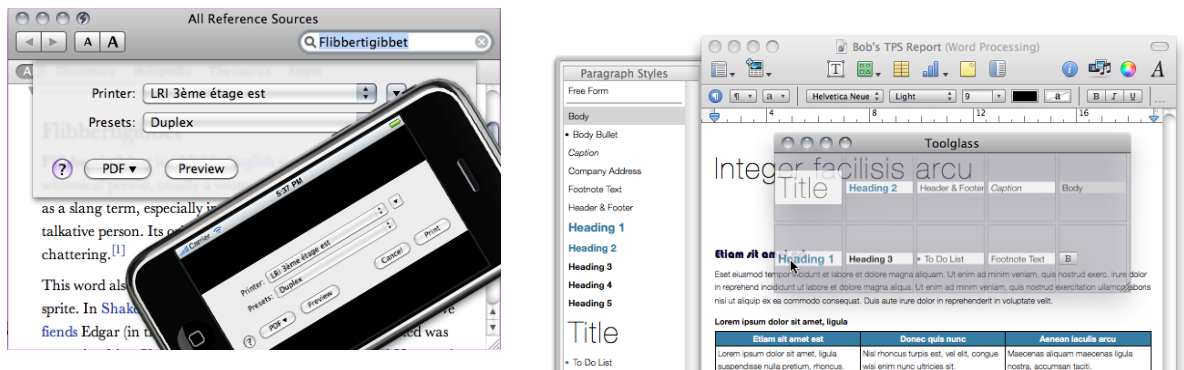 All Reference Sources
A A
Flibbertigibbet
Printer: LRI 3ème étage est
Presets: Duplex
? PDF Preview
as a slang term, especially in
talkative person. Its
chattering.[1]
This word als
sprite. In Shake
fiends Edgar (in th
was
5:37 PM
Carrier
Printer: LRI 3ème étage est
Presets: Duplex
? PDF Preview Cancel Print
Paragraph Styles
Free Form
Body
• Body Bullet
Caption
Company Address
Footnote Text
Header & Footer
Heading 1
Heading 2
Heading 3
Heading 4
Heading 5
Title
• To Do List
Bob's TPS Report (Word Processing)
T i A
¶ a Helvetica Neue Light 9 a B I U ...
4 8 12 16
Toolglass
Integer facilisis arcu
Title Heading 2 Header & Footer Caption Body
Heading 1 Heading 3 • To Do List Footnote Text B
Etiam sit am
Eset eiusmod tempor incidunt ut labore et dolore magna aliquam. Ut enim ad minim veniam, quis nostrud exerc. Irure dolor
in reprehend incididunt ut labore et dolore magna aliqua. Ut enim ad minim veniam, quis nostrud exercitation ullamco laboris
nisi ut aliquip ex ea commodo consequat. Duis aute irure dolor in reprehenderit in voluptate velit.
Lorem ipsum dolor sit amet, ligula
Etiam sit amet est Donec quis nunc Aenean iaculis arcu
Lorem ipsum dolor sit amet, ligula Nisl rhoncus turpis est, vel elit, congue Maecenas aliquam maecenas ligula
suspendisse nulla pretium, rhoncus. wisi enim nunc ultricies sit. nostra, accumsan taciti.